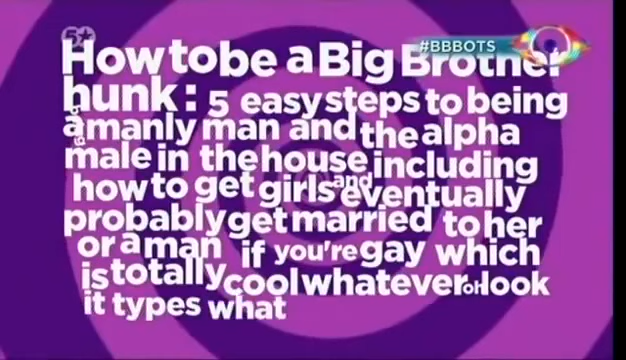 5★
#BBBOTS
How to be a Big Brother
hunk: 5 easy steps to being
a manly man and the alpha
male in the house including
how to get girls and eventually
probably get married to her
or a man if you're gay which
is totally cool whatever oh look
it types what